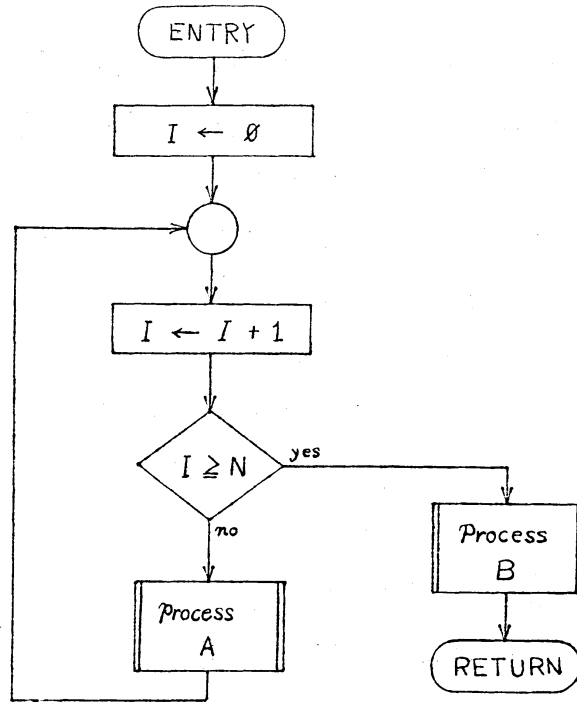 ENTRY
I ← Ø
I ← I + 1
I ≧ N
yes
no
Process
A
Process
B
RETURN